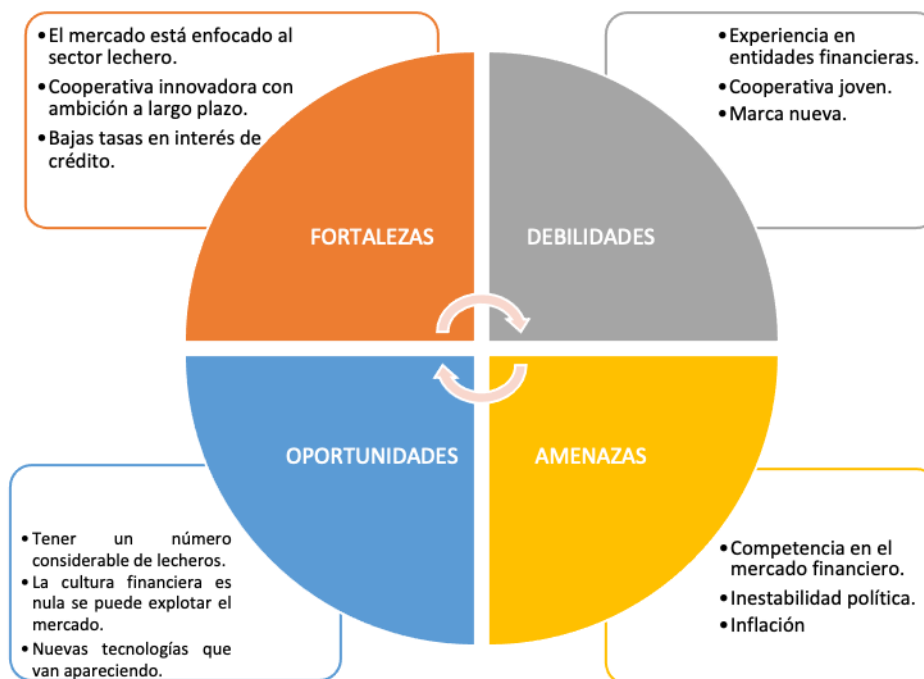 • El mercado está enfocado al
sector lechero.
• Cooperativa innovadora con
ambición a largo plazo.
• Bajas tasas en interés de
crédito.
• Experiencia en
entidades financieras.
• Cooperativa joven.
• Marca nueva.
FORTALEZAS
DEBILIDADES
OPORTUNIDADES
AMENAZAS
• Tener un número
considerable de lecheros.
• La cultura financiera es
nula se puede explotar el
mercado.
• Nuevas tecnologías que
van apareciendo.
• Competencia en el
mercado financiero.
• Inestabilidad política.
• Inflación